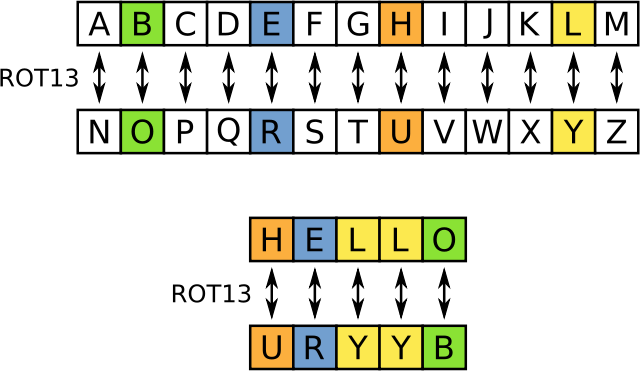 A B C D E F G H I J K L M
ROT13
N O P Q R S T U V W X Y Z
H E L L O
ROT13
U R Y Y B